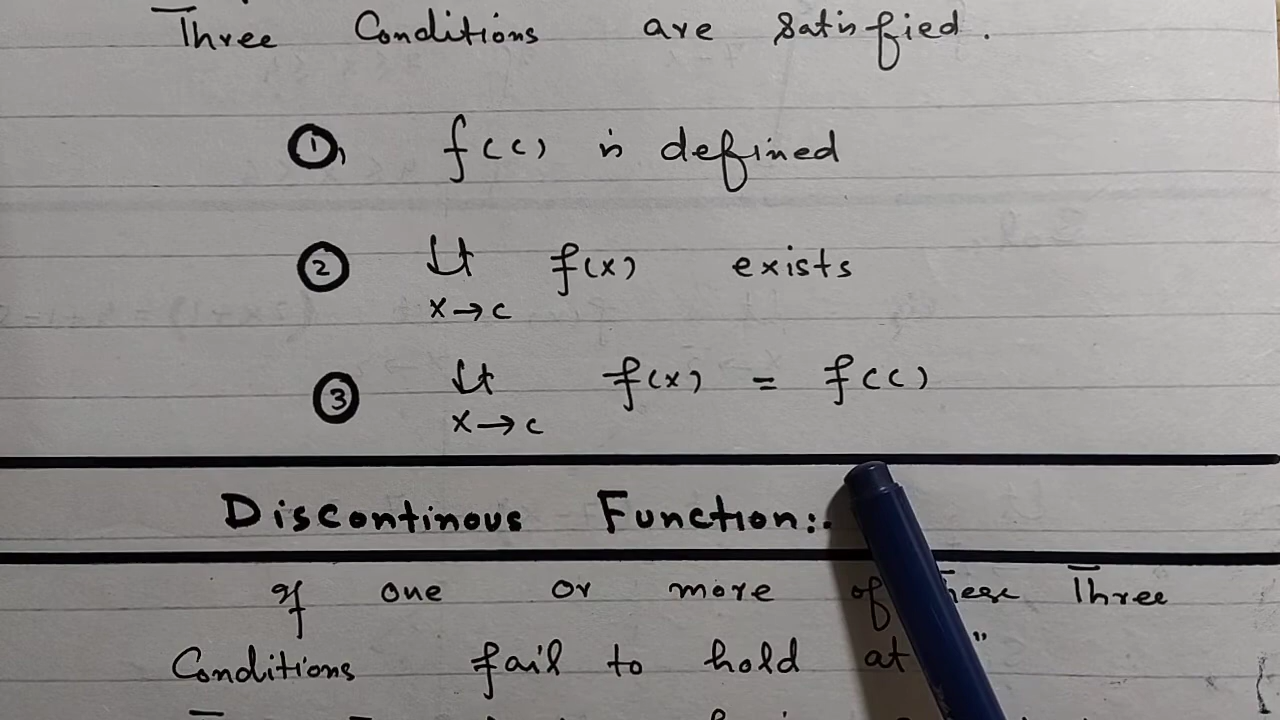 Three Conditions are satisfied.
①, f(c) is defined
② Lt f(x) exists
x→c
③ Lt f(x) = f(c)
x→c
Discontinous Function:.
If one or more of Three
Conditions fail to hold at "